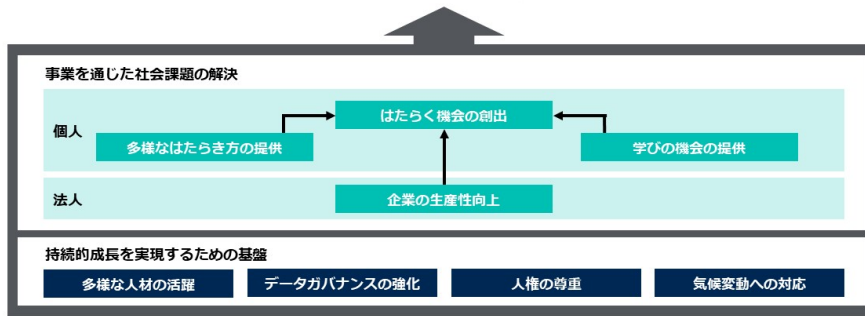 事業を通じた社会課題の解決
個人
はたらく機会の創出
多様なはたらき方の提供
学びの機会の提供
法人
企業の生産性向上
持続的成長を実現するための基盤
多様な人材の活躍
データガバナンスの強化
人権の尊重
気候変動への対応